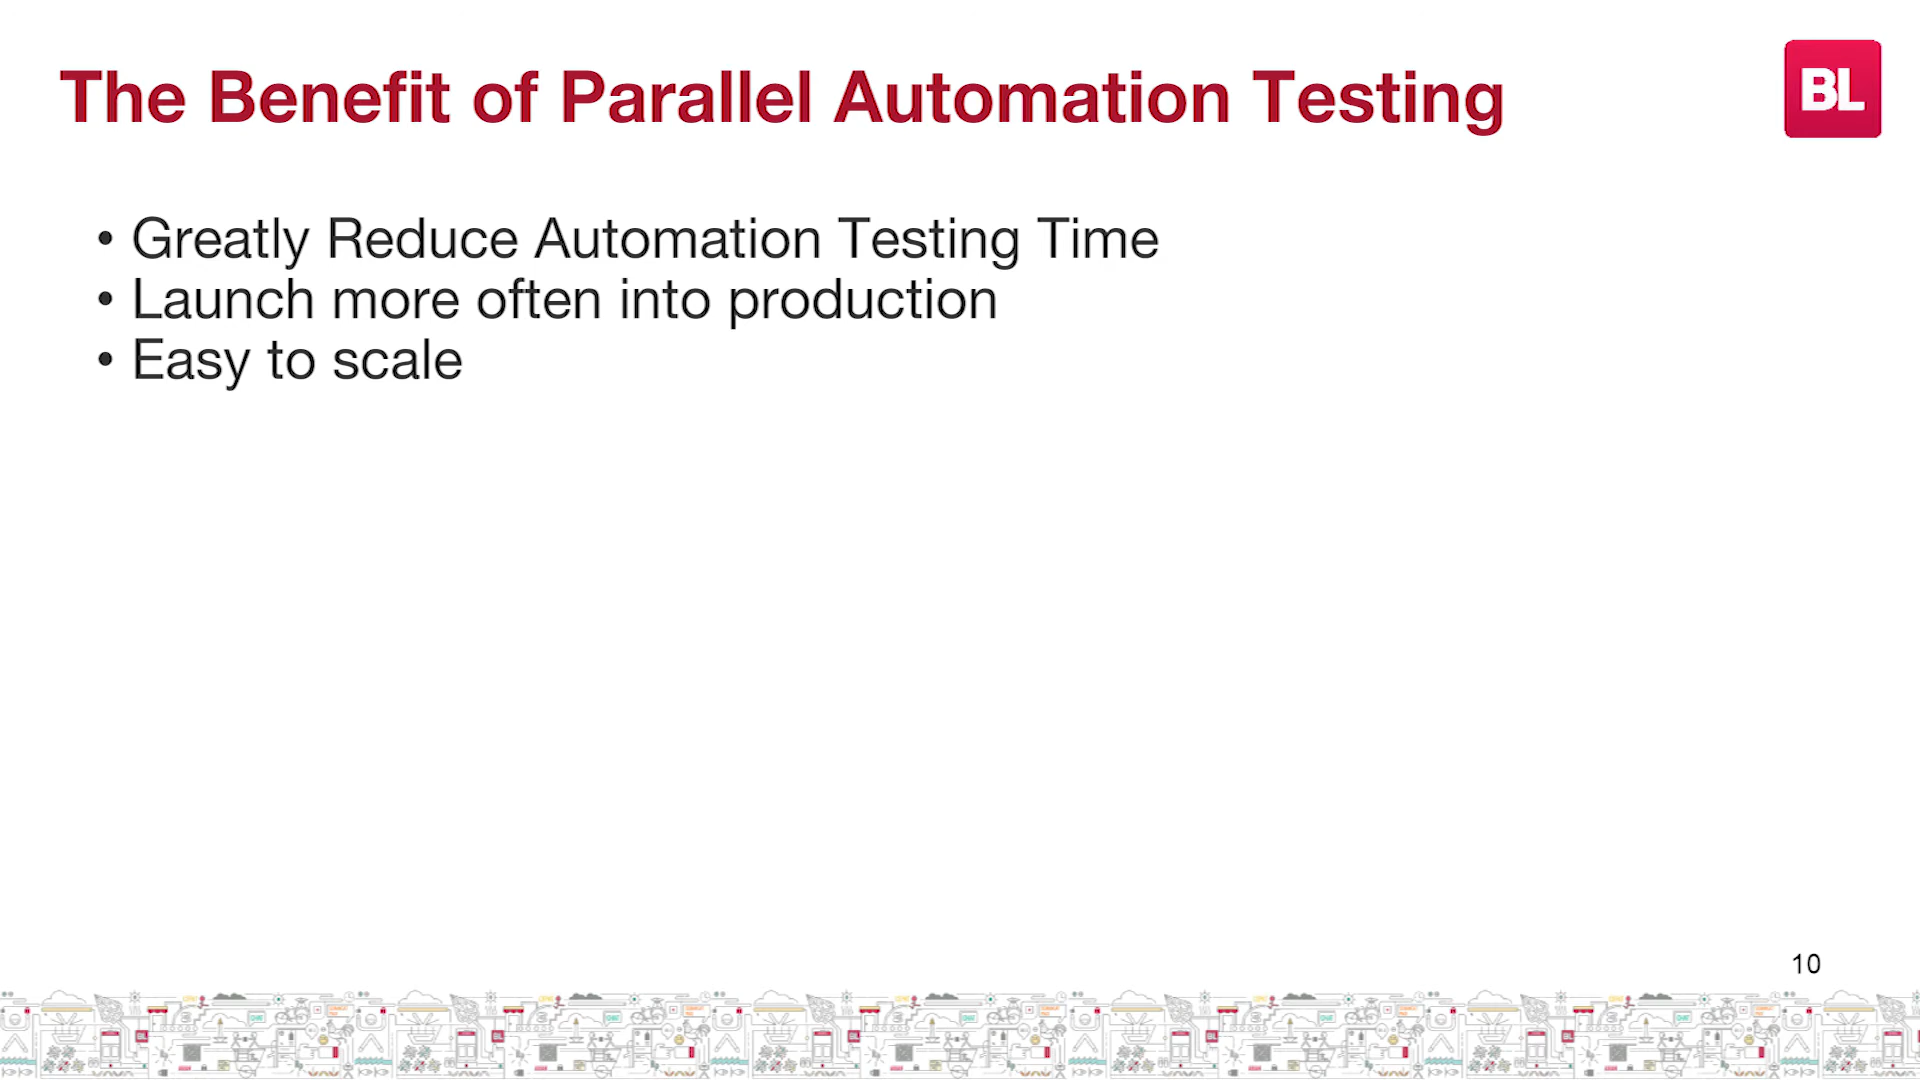 The Benefit of Parallel Automation Testing
BL
• Greatly Reduce Automation Testing Time
• Launch more often into production
• Easy to scale
10